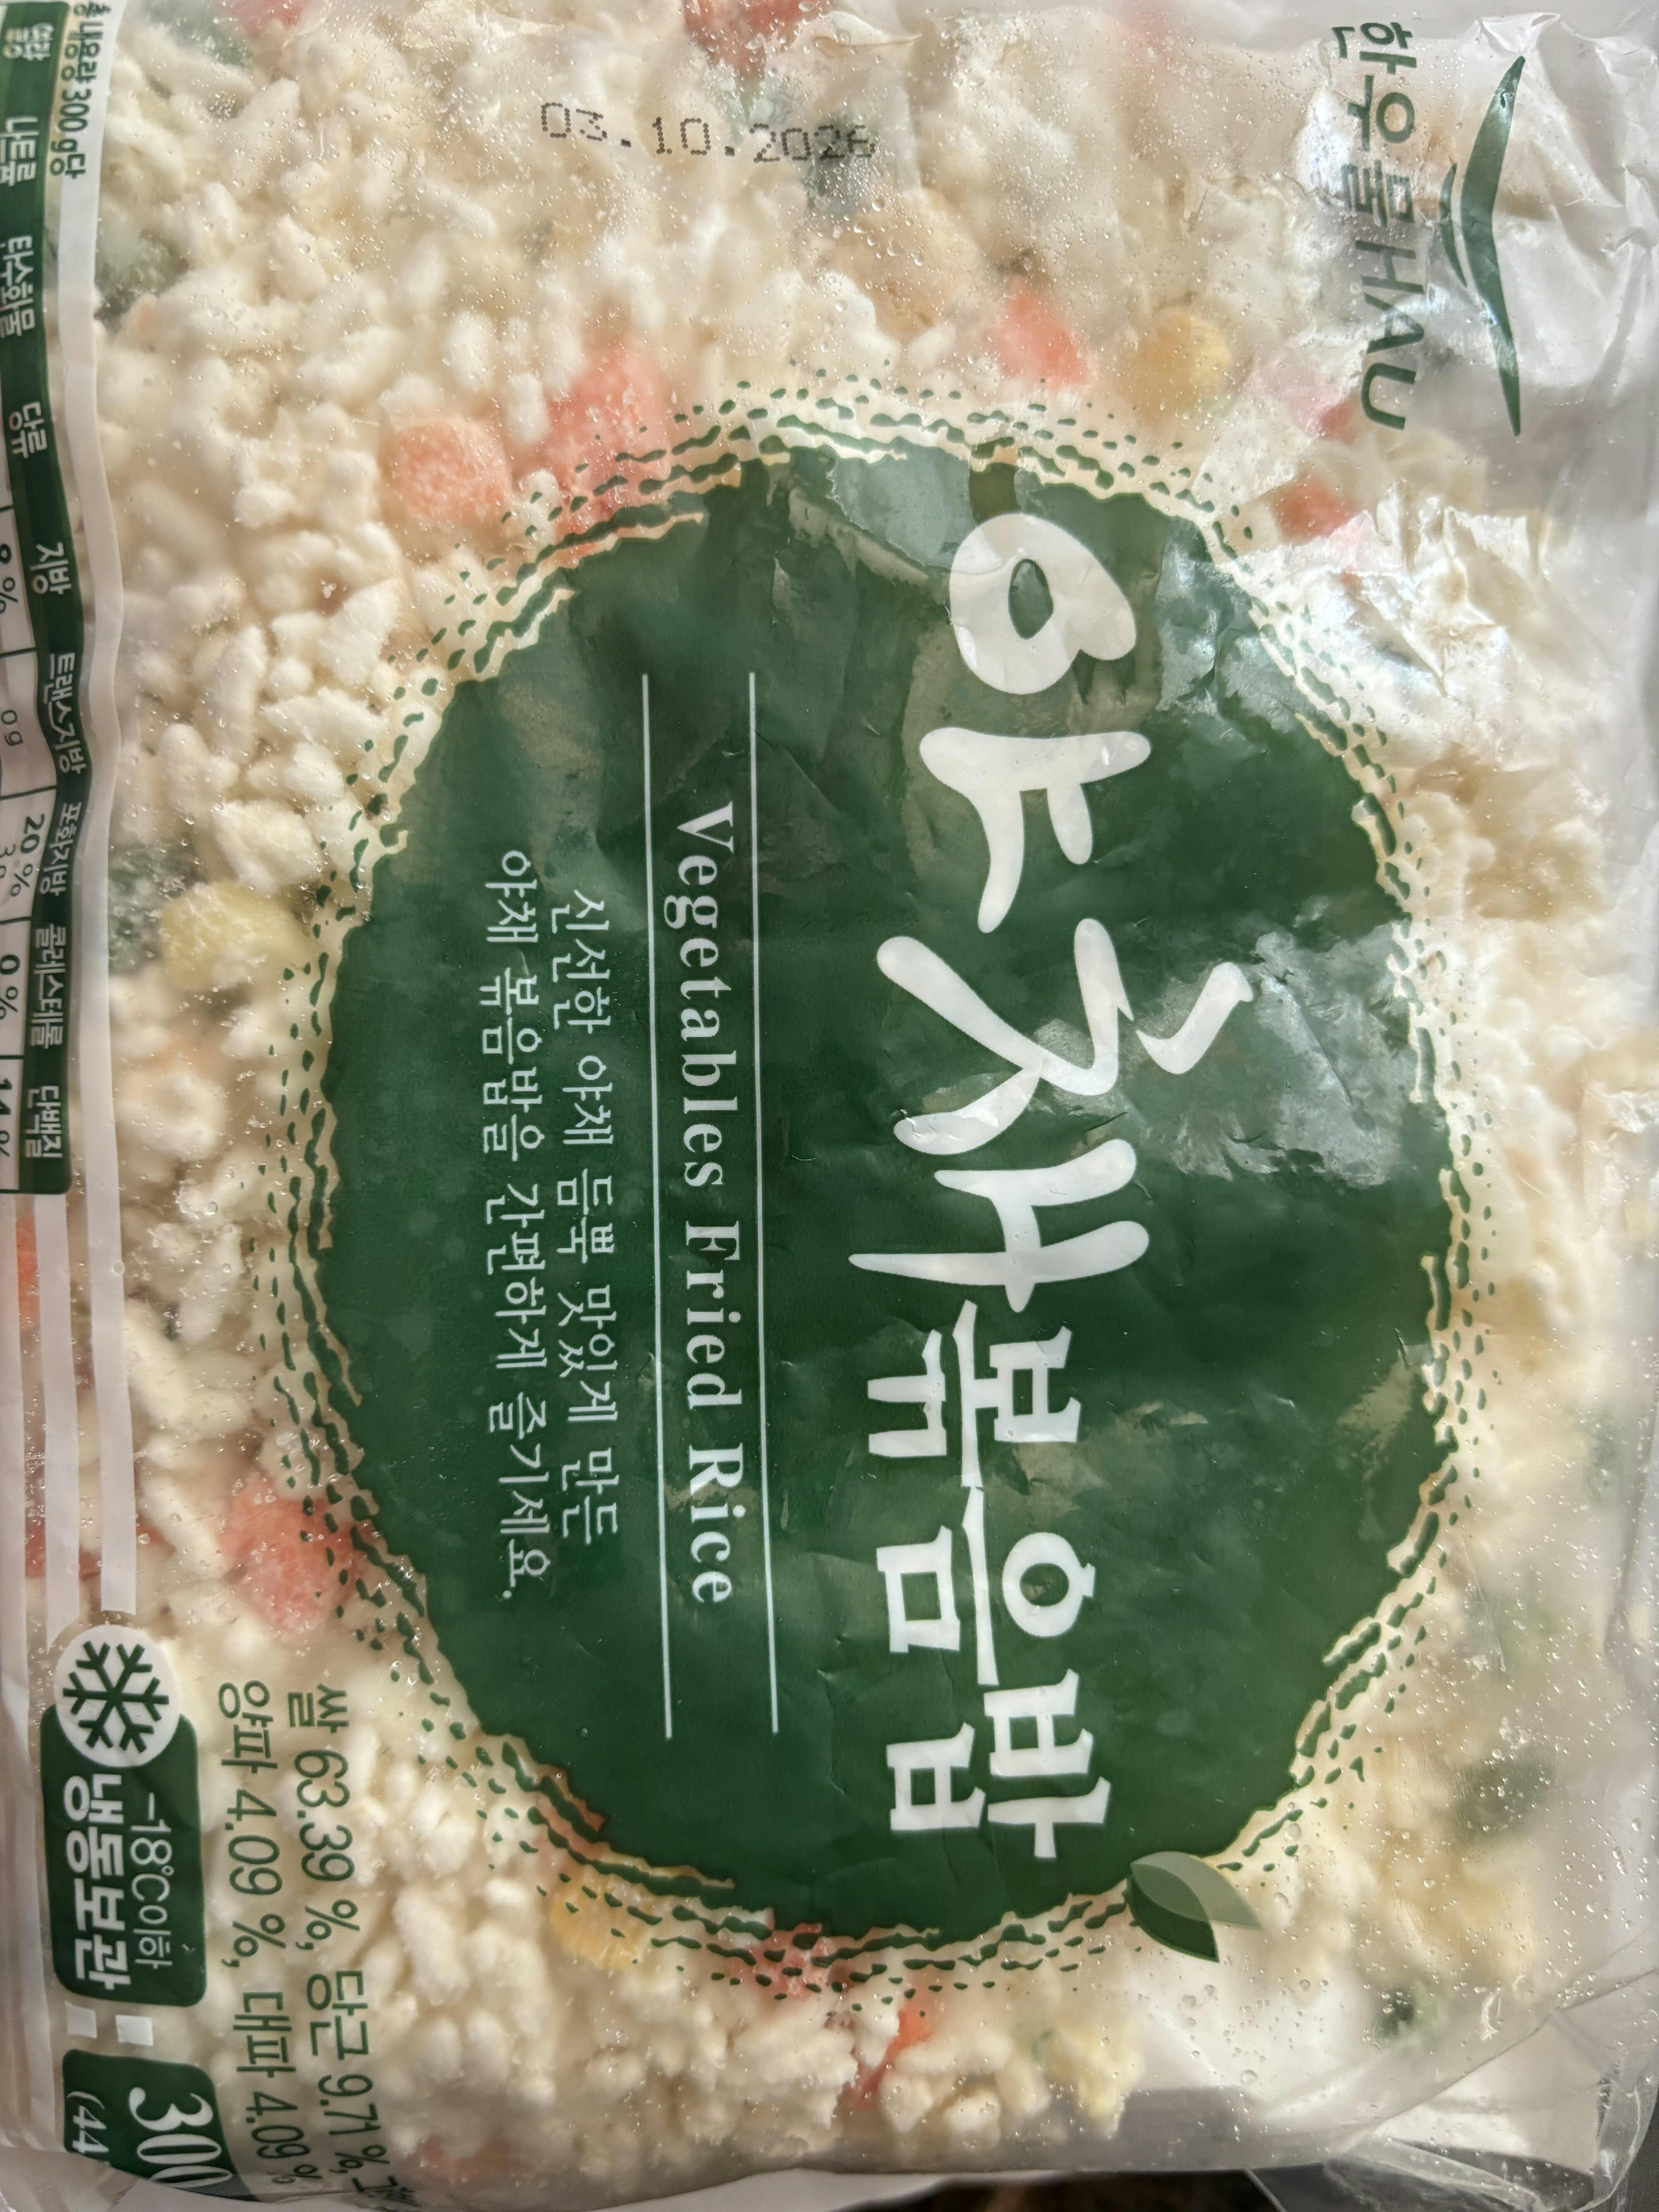 한우물 HAU
03.10.2026
야채볶음밥
Vegetables Fried Rice
신선한 야채 듬뿍 맛있게 만든
야채 볶음밥을 간편하게 즐기세요.
총 내용량 300 g당
열량 나트륨 탄수화물 당류 지방 트랜스지방 포화지방 콜레스테롤 단백질
8 % 0 g 20 % 0 %
쌀 63.39 %, 당근 9.71 %,
양파 4.09 %, 대파 4.09 %
-18℃이하
냉동보관
300
(44